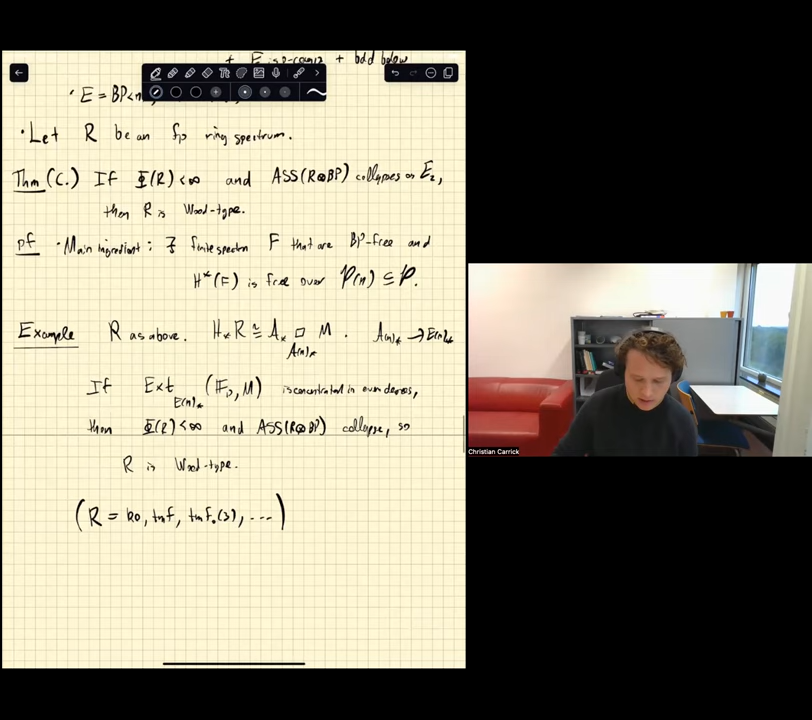 + E is p-complt + bdd below
· E = BP<n
· Let R be an fp ring spectrum.
Thm (C.) If Φ(R) < ∞ and ASS(R⊗BP) collapses on E₂,
then R is Wood-type.
pf · Main ingredient : ∃ finite spectra F that are BP-free and
H*(F) is free over P(n) ⊆ P.
Example R as above. H⁎R ≅ A⁎ □ M . A(n)⁎ → E(n)⁎
A(n)⁎
If Ext (𝔽ₚ, M) is concentrated in even degrees,
E(n)⁎
then Φ(R) < ∞ and ASS(R⊗BP) collapse, so
R is Wood-type.
(R = ko, tmf, tmf₀(3), ---)
Christian Carrick